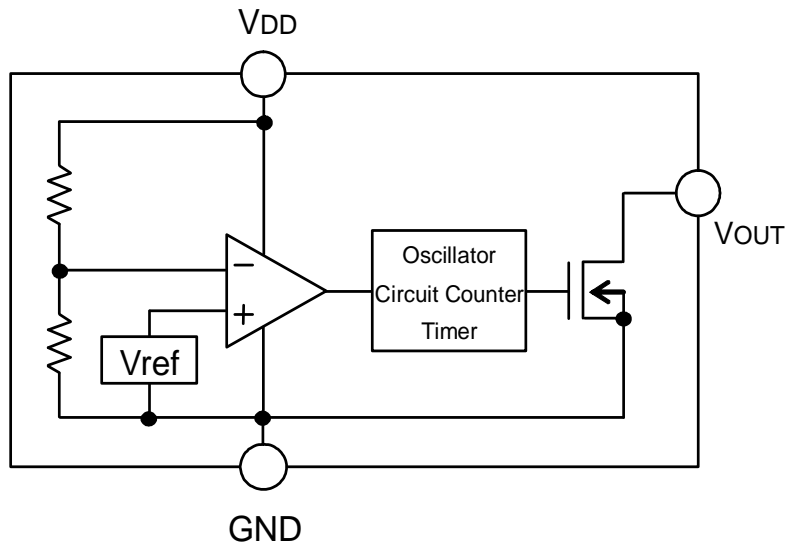 VDD
VOUT
Oscillator
Circuit Counter
Timer
−
+
Vref
GND